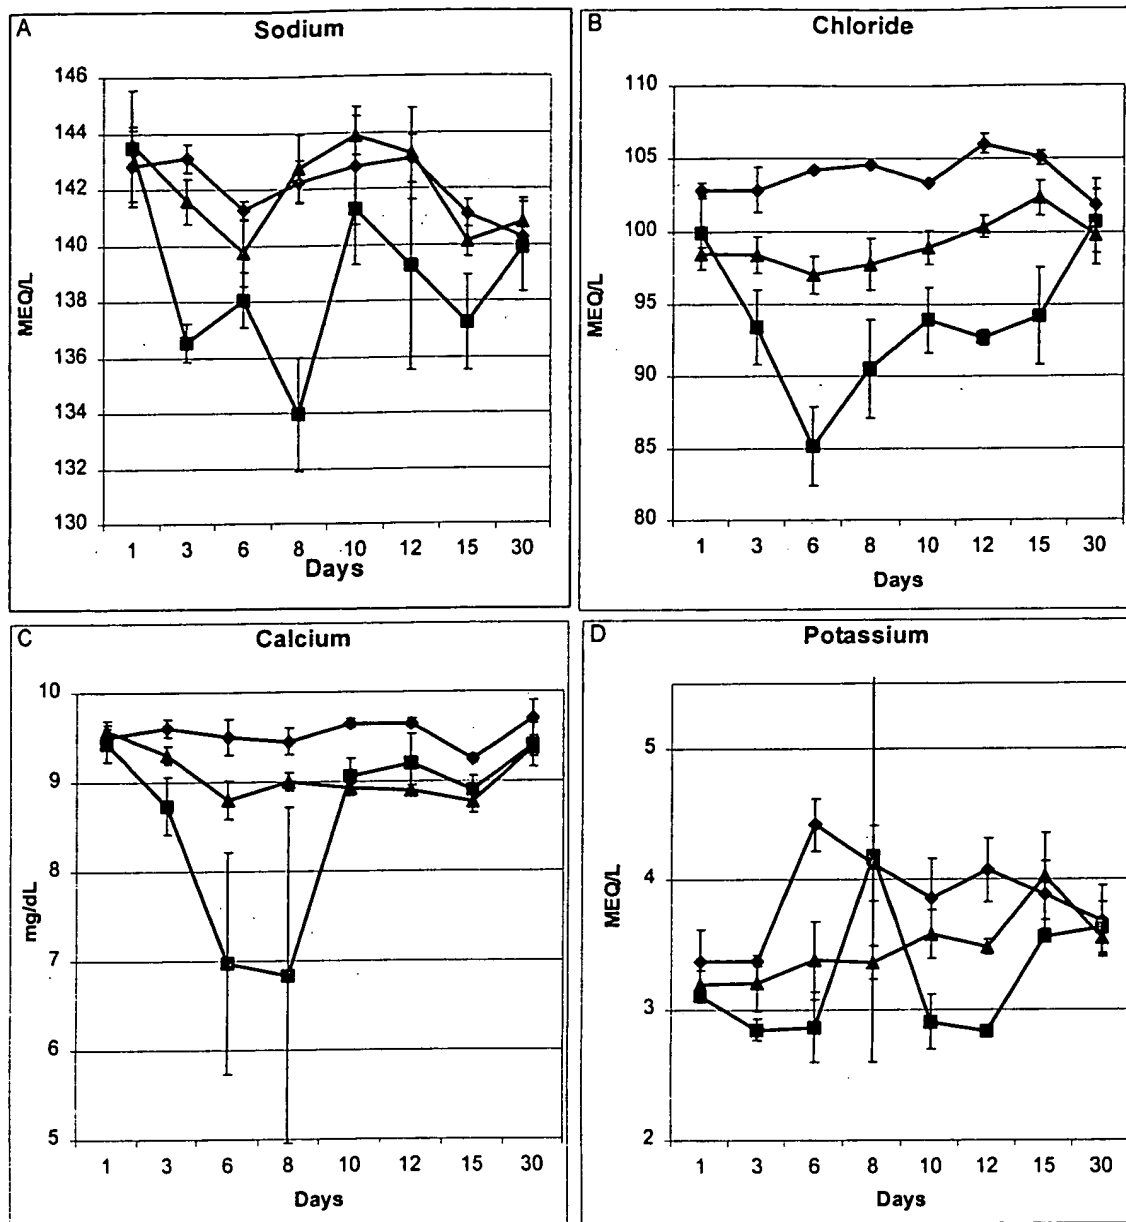 A
Sodium
146
144
142
140
138
136
134
132
130
MEQ/L
1 3 6 8 10 12 15 30
Days
B
Chloride
110
105
100
95
90
85
80
MEQ/L
1 3 6 8 10 12 15 30
Days
C
Calcium
10
9
8
7
6
5
mg/dL
1 3 6 8 10 12 15 30
Days
D
Potassium
5
4
3
2
MEQ/L
1 3 6 8 10 12 15 30
Days